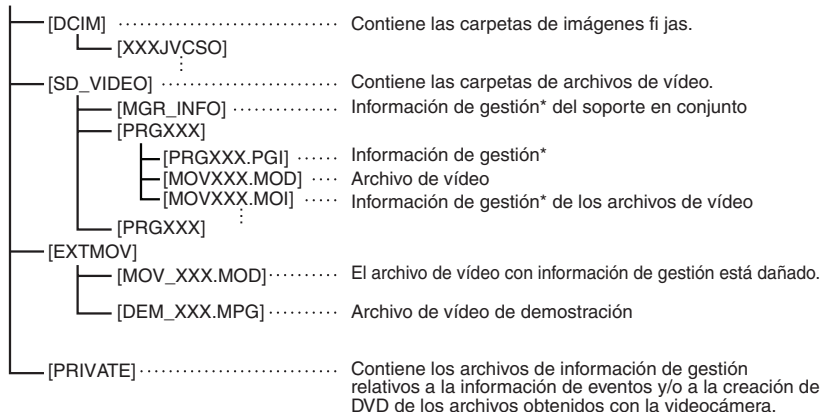 [DCIM] Contiene las carpetas de imágenes fi jas.
[XXXJVCSO]
[SD_VIDEO] Contiene las carpetas de archivos de vídeo.
[MGR_INFO] Información de gestión* del soporte en conjunto
[PRGXXX]
[PRGXXX.PGI] Información de gestión*
[MOVXXX.MOD] Archivo de vídeo
[MOVXXX.MOI] Información de gestión* de los archivos de vídeo
[PRGXXX]
[EXTMOV]
[MOV_XXX.MOD] El archivo de vídeo con información de gestión está dañado.
[DEM_XXX.MPG] Archivo de vídeo de demostración
[PRIVATE] Contiene los archivos de información de gestión
relativos a la información de eventos y/o a la creación de
DVD de los archivos obtenidos con la videocámera.